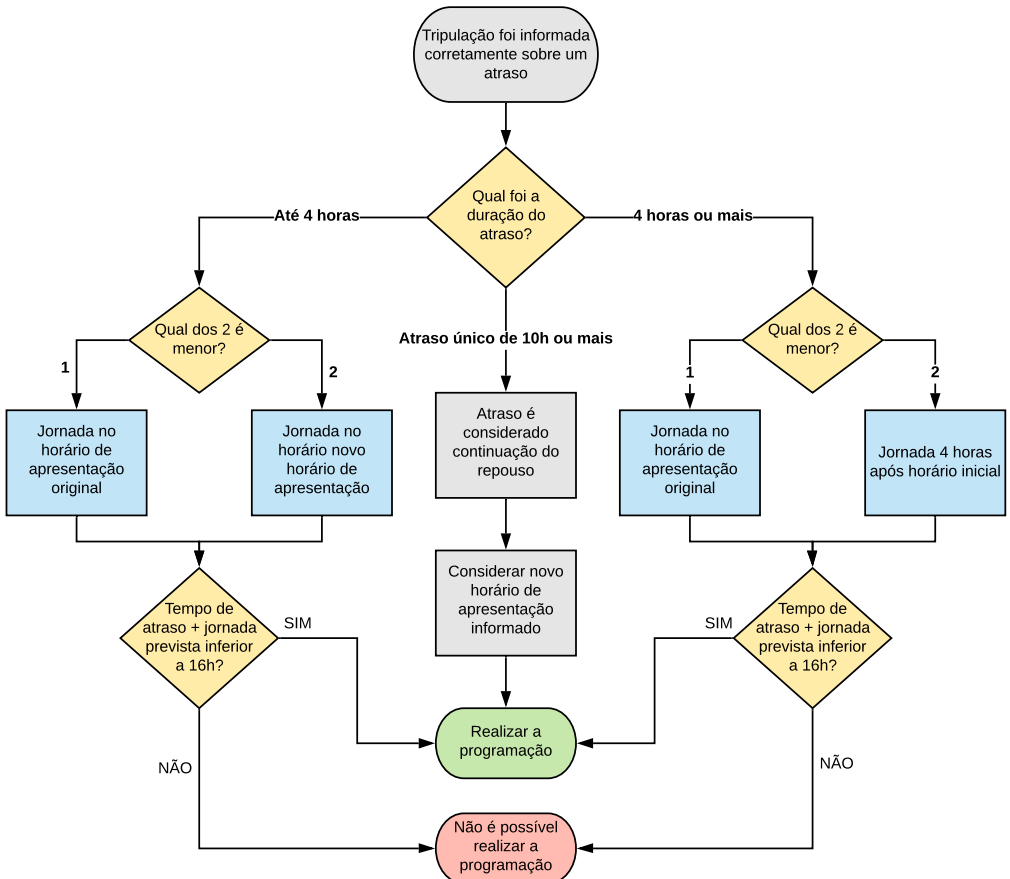 Tripulação foi informada
corretamente sobre um
atraso
Qual foi a
duração do
atraso?
Até 4 horas
4 horas ou mais
Atraso único de 10h ou mais
Qual dos 2 é
menor?
1
2
Jornada no
horário de
apresentação
original
Jornada no
horário novo
horário de
apresentação
Atraso é
considerado
continuação do
repouso
Qual dos 2 é
menor?
1
2
Jornada no
horário de
apresentação
original
Jornada 4 horas
após horário inicial
Considerar novo
horário de
apresentação
informado
Tempo de
atraso + jornada
prevista inferior
a 16h?
SIM
NÃO
Tempo de
atraso + jornada
prevista inferior
a 16h?
SIM
NÃO
Realizar a
programação
Não é possível
realizar a
programação